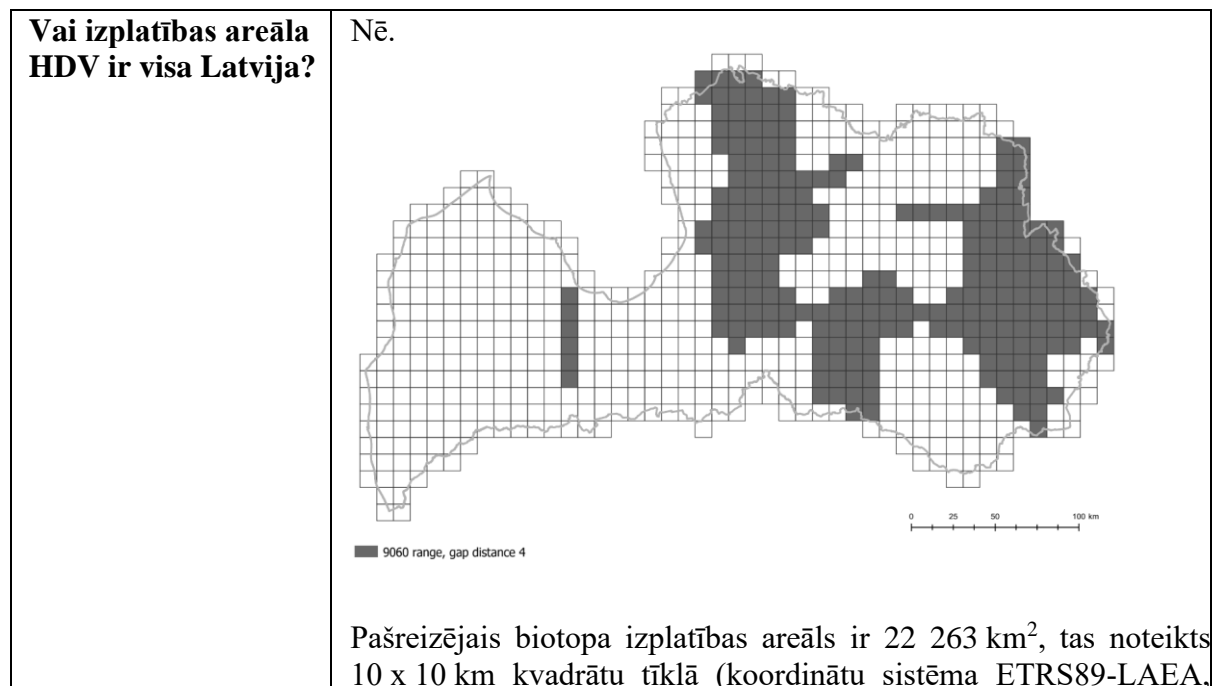 Vai izplatības areāla
HDV ir visa Latvija?
Nē.
0 25 50 100 km
9060 range, gap distance 4
Pašreizējais biotopa izplatības areāls ir 22 263 km², tas noteikts
10 x 10 km kvadrātu tīklā (koordinātu sistēma ETRS89-LAEA,